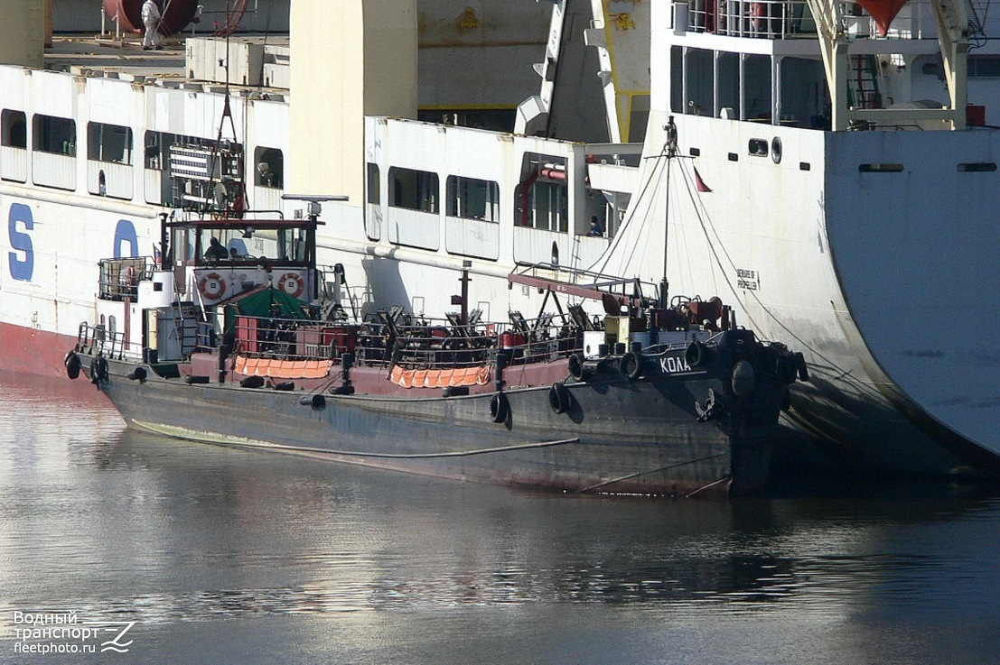 S O
BEWARE OF
PROPELLER
КОЛА
Водный
транспорт
fleetphoto.ru